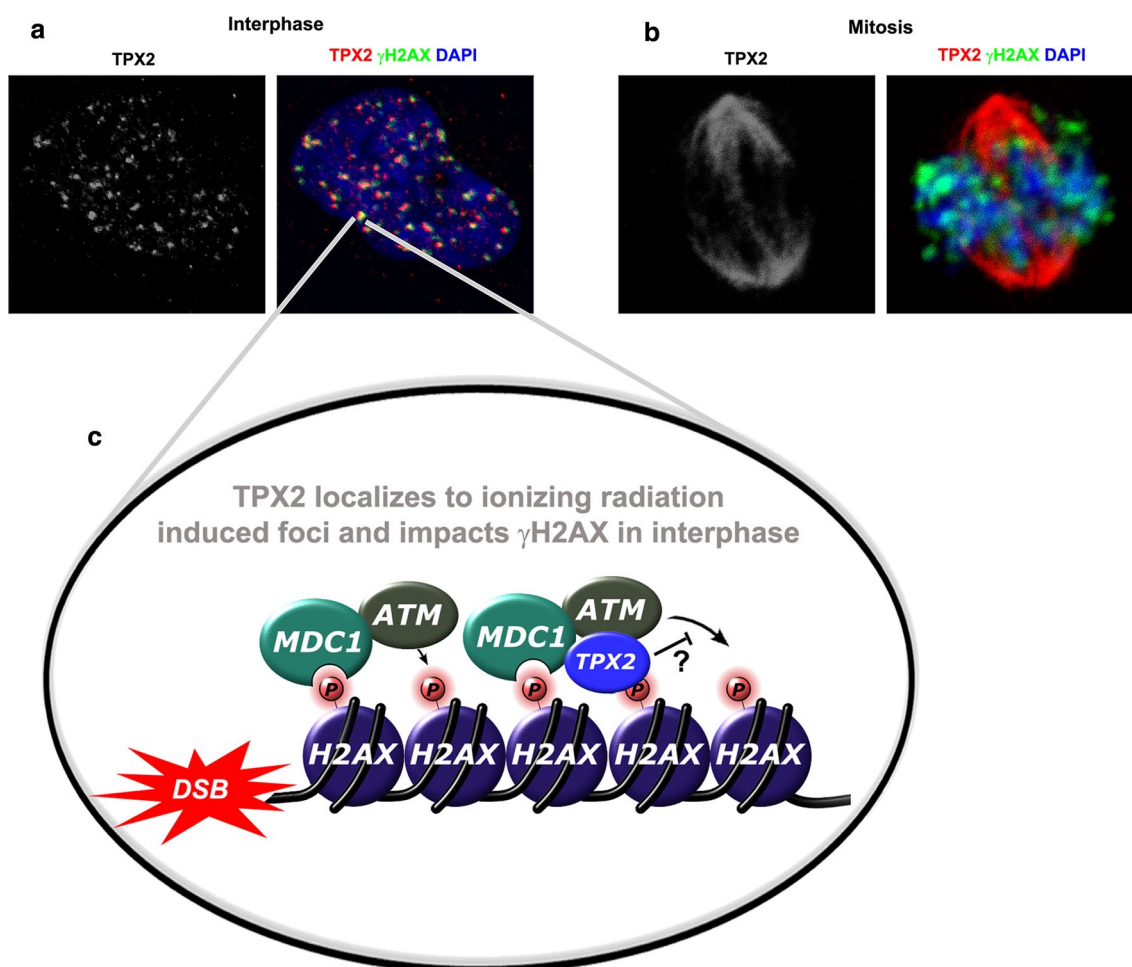 a
Interphase
TPX2
TPX2 γH2AX DAPI
b
Mitosis
TPX2
TPX2 γH2AX DAPI
c
TPX2 localizes to ionizing radiation
induced foci and impacts γH2AX in interphase
MDC1
ATM
MDC1
ATM
TPX2
?
P
P
P
P
P
H2AX
H2AX
H2AX
H2AX
H2AX
DSB